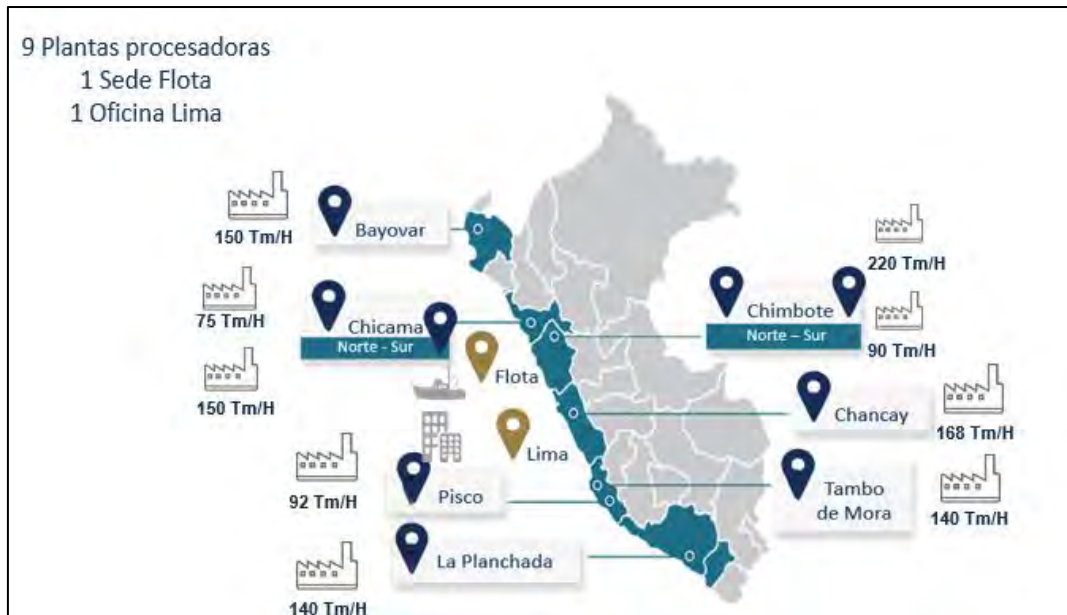 9 Plantas procesadoras
1 Sede Flota
1 Oficina Lima
150 Tm/H
Bayovar
75 Tm/H
Chicama
Norte - Sur
150 Tm/H
Flota
Lima
92 Tm/H
Pisco
La Planchada
140 Tm/H
220 Tm/H
Chimbote
Norte – Sur
90 Tm/H
Chancay
168 Tm/H
Tambo
de Mora
140 Tm/H